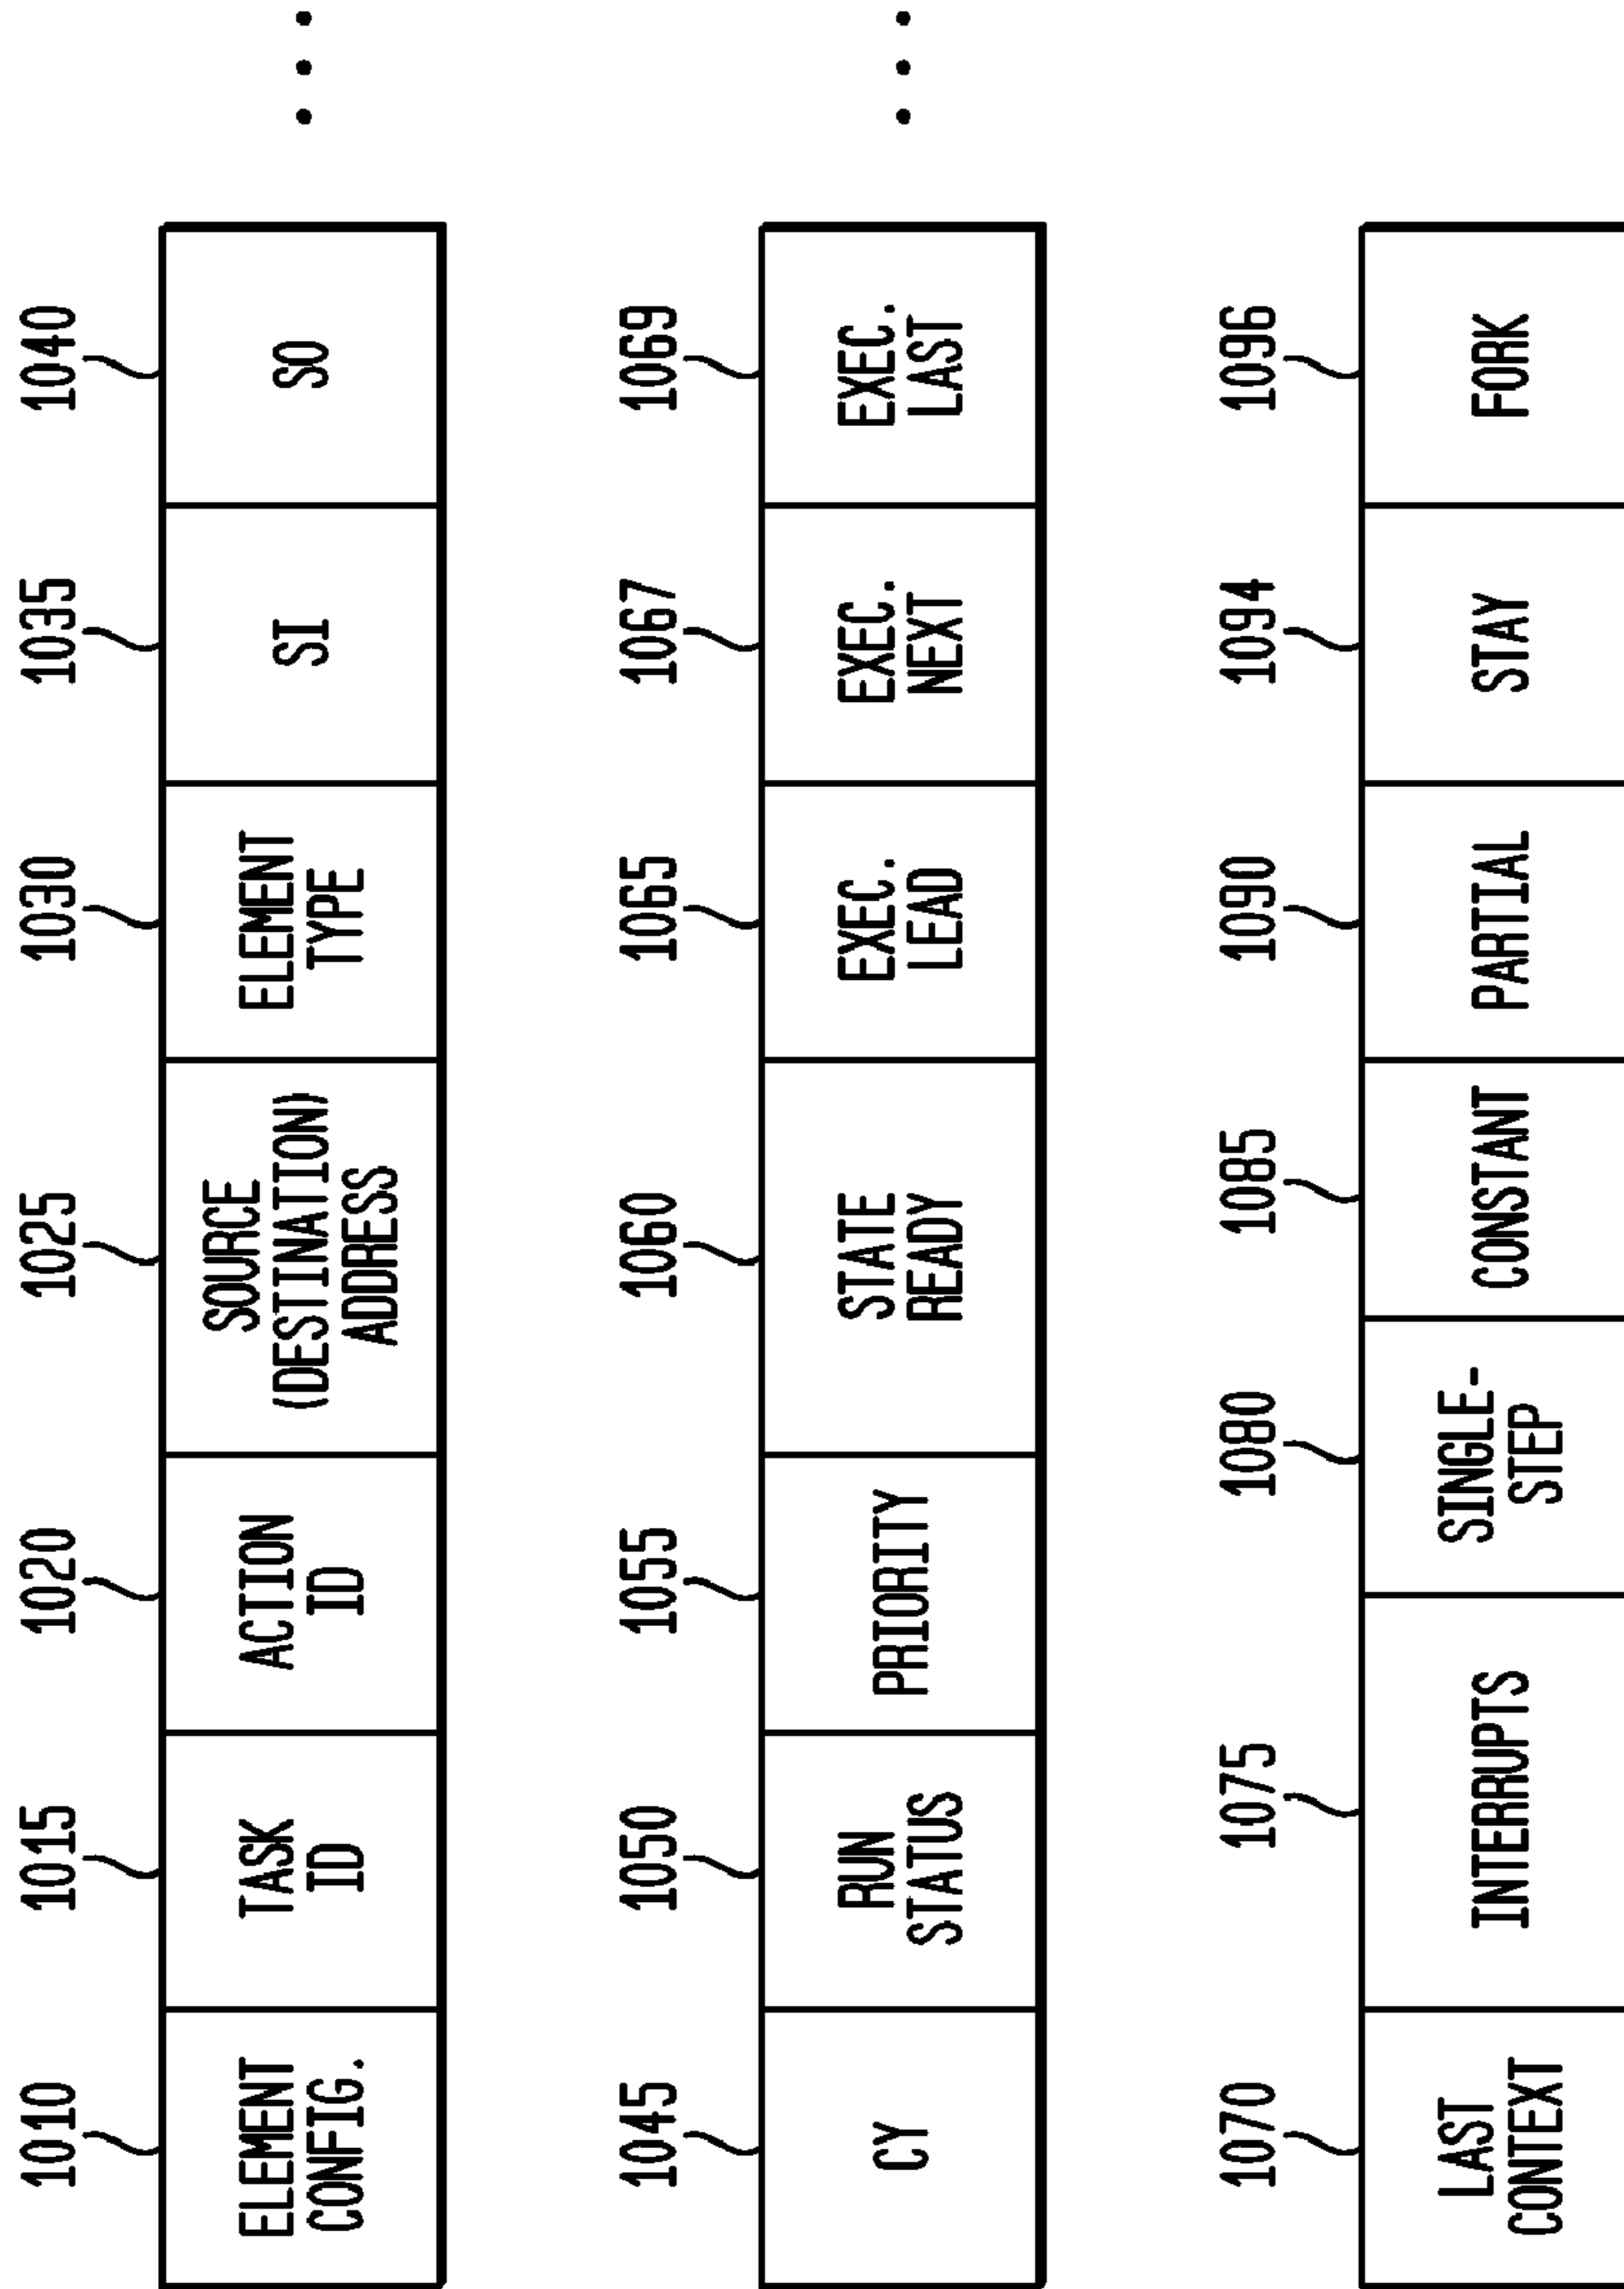 1010 1015 1020 1025 1030 1035 1040
ELEMENT CONFIG.
TASK ID
ACTION ID
SOURCE (DESTINATION) ADDRESS
ELEMENT TYPE
SI
SO
1045 1050 1055 1060 1065 1067 1069
CY
RUN STATUS
PRIORITY
STATE READY
EXEC. LEAD
EXEC. NEXT
EXEC. LAST
1070 1075 1080 1085 1090 1094 1096
LAST CONTEXT
INTERRUPTS
SINGLE-STEP
CONSTANT
PARTIAL
STAY
FORK